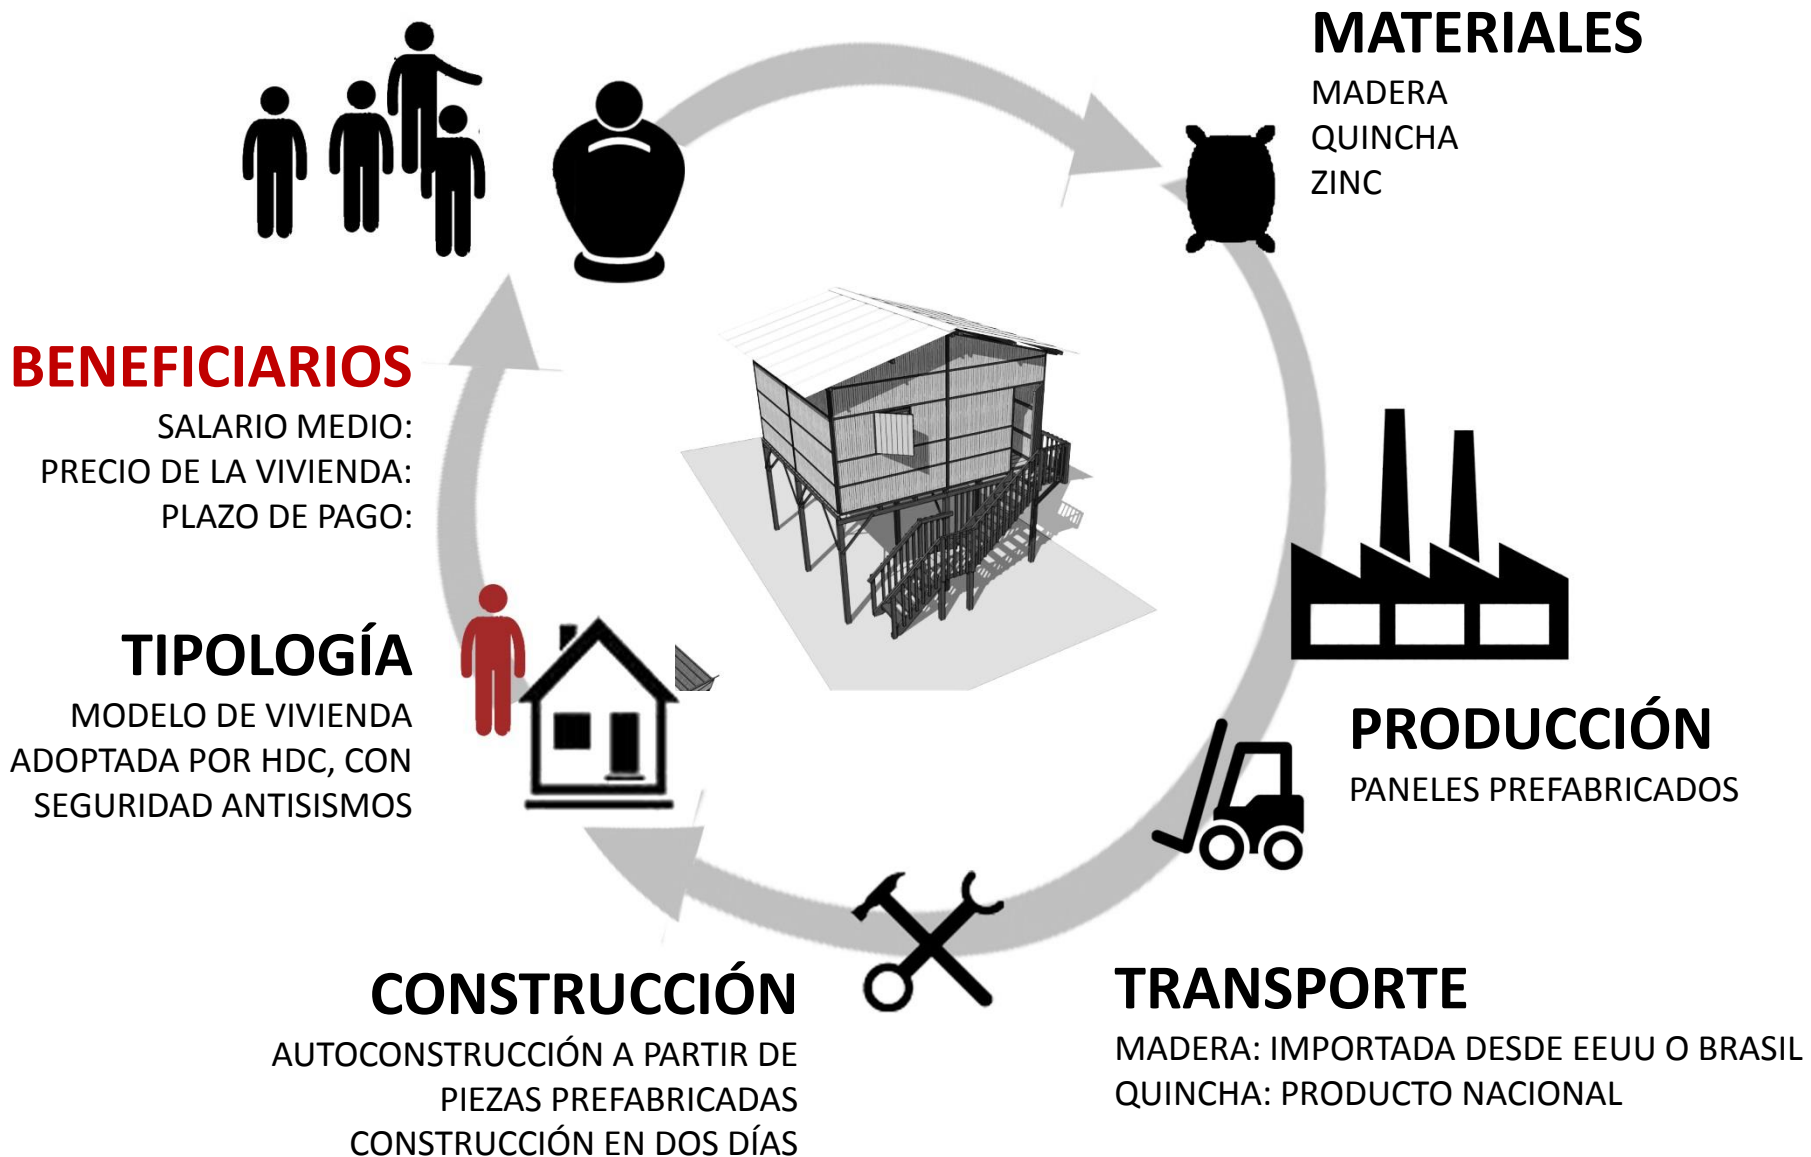 MATERIALES
MADERA
QUINCHA
ZINC
BENEFICIARIOS
SALARIO MEDIO:
PRECIO DE LA VIVIENDA:
PLAZO DE PAGO:
TIPOLOGÍA
MODELO DE VIVIENDA
ADOPTADA POR HDC, CON
SEGURIDAD ANTISISMOS
PRODUCCIÓN
PANELES PREFABRICADOS
CONSTRUCCIÓN
AUTOCONSTRUCCIÓN A PARTIR DE
PIEZAS PREFABRICADAS
CONSTRUCCIÓN EN DOS DÍAS
TRANSPORTE
MADERA: IMPORTADA DESDE EEUU O BRASIL
QUINCHA: PRODUCTO NACIONAL